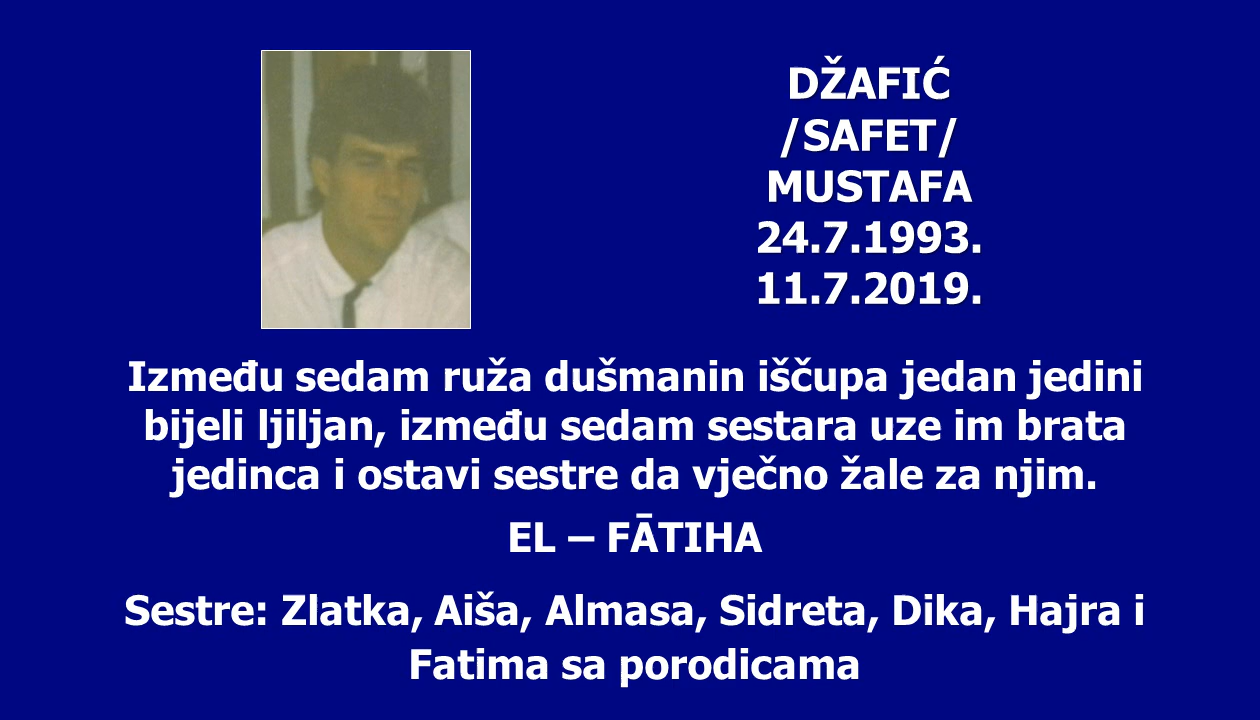 DŽAFIĆ
/SAFET/
MUSTAFA
24.7.1993.
11.7.2019.
Između sedam ruža dušmanin iščupa jedan jedini
bijeli ljiljan, između sedam sestara uze im brata
jedinca i ostavi sestre da vječno žale za njim.
EL – FĀTIHA
Sestre: Zlatka, Aiša, Almasa, Sidreta, Dika, Hajra i
Fatima sa porodicama